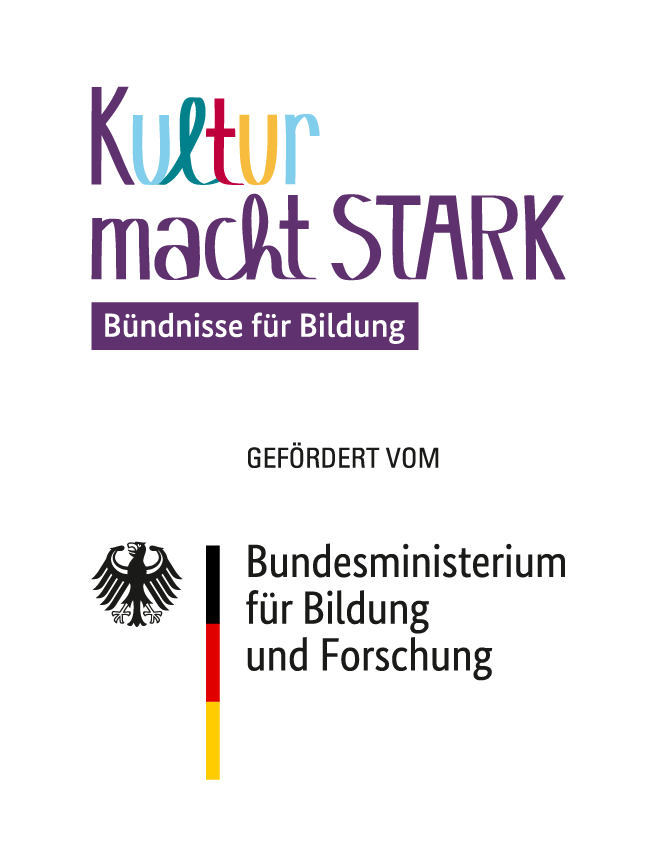 Kultur
macht STARK
Bündnisse für Bildung
GEFÖRDERT VOM
Bundesministerium
für Bildung
und Forschung